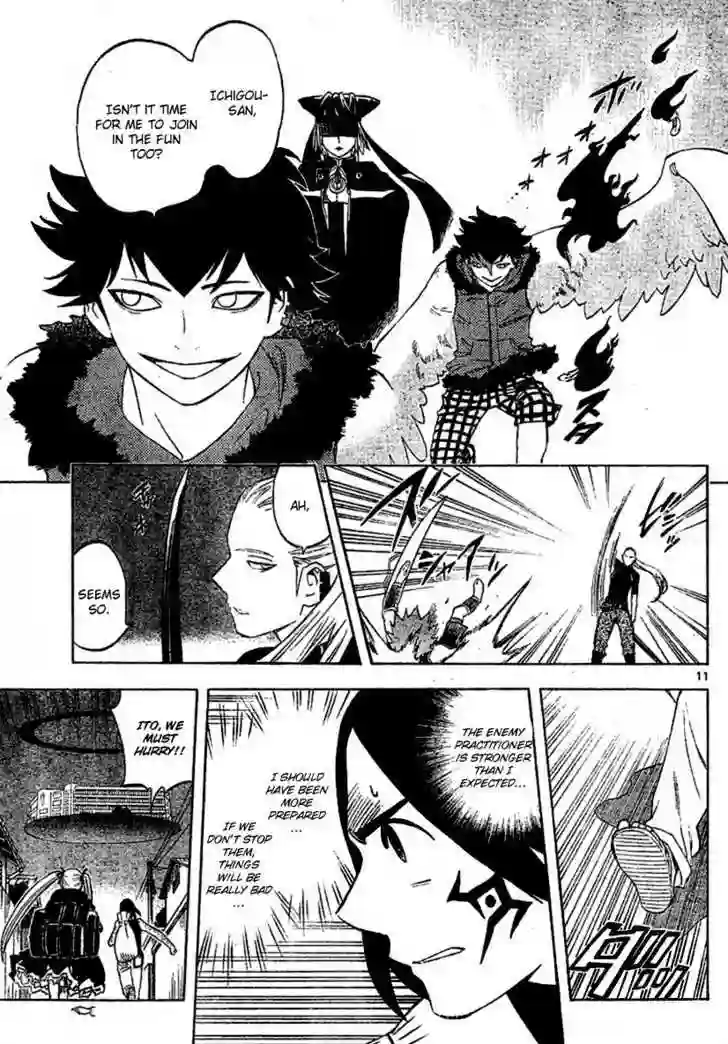 ICHIGOU-
SAN,
ISN'T IT TIME
FOR ME TO JOIN
IN THE FUN
TOO?
AH,
SEEMS
SO.
11
THE ENEMY
PRACTITIONER
IS STRONGER
THAN I
EXPECTED...
I SHOULD
HAVE BEEN
MORE
PREPARED
...
IF WE
DON'T STOP
THEM,
THINGS
WILL BE
REALLY BAD
...
ITO, WE
MUST
HURRY!!